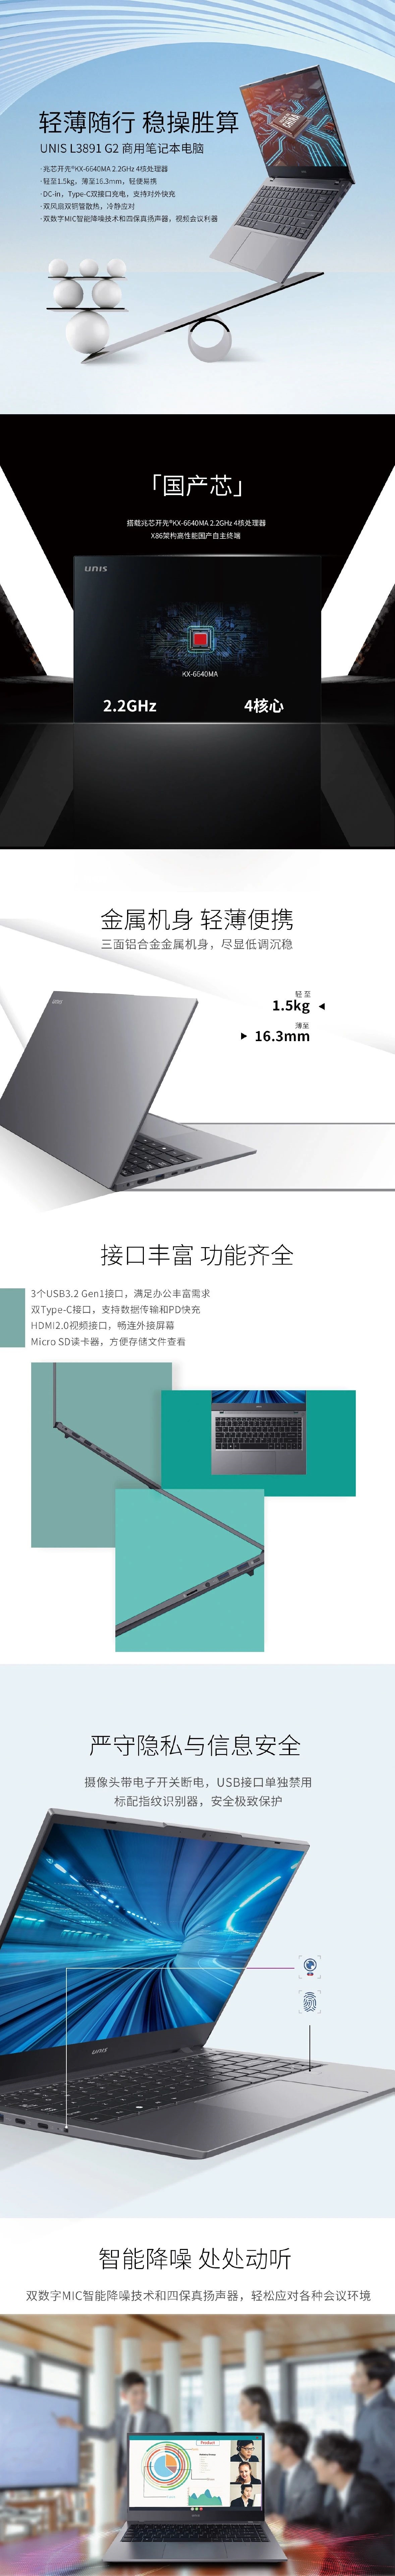 轻薄随行 稳操胜算
UNIS L3891 G2 商用笔记本电脑
·兆芯开先®KX-6640MA 2.2GHz 4核处理器
·轻至1.5kg，薄至16.3mm，轻便易携
·DC-in，Type-C双接口充电，支持对外快充
·双风扇双铜管散热，冷静应对
·双数字MIC智能降噪技术和四保真扬声器，视频会议利器
「国产芯」
搭载兆芯开先®KX-6640MA 2.2GHz 4核处理器
X86架构高性能国产自主终端
UNIS
KX-6640MA
2.2GHz 4核心
金属机身 轻薄便携
三面铝合金金属机身，尽显低调沉稳
轻至
1.5kg
薄至
16.3mm
接口丰富 功能齐全
3个USB3.2 Gen1接口，满足办公丰富需求
双Type-C接口，支持数据传输和PD快充
HDMI2.0视频接口，畅连外接屏幕
Micro SD读卡器，方便存储文件查看
严守隐私与信息安全
摄像头带电子开关断电，USB接口单独禁用
标配指纹识别器，安全极致保护
UNIS
智能降噪 处处动听
双数字MIC智能降噪技术和四保真扬声器，轻松应对各种会议环境
Product